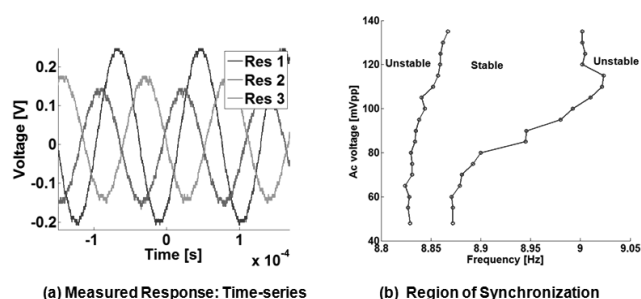 0.2
0.1
0
-0.1
-0.2
Voltage [V]
Res 1
Res 2
Res 3
-1 0 1
Time [s]
x 10⁻⁴
(a) Measured Response: Time-series
140
120
100
80
60
40
Ac voltage [mVpp]
Unstable
Stable
Unstable
8.8 8.85 8.9 8.95 9 9.05
Frequency [Hz]
(b) Region of Synchronization